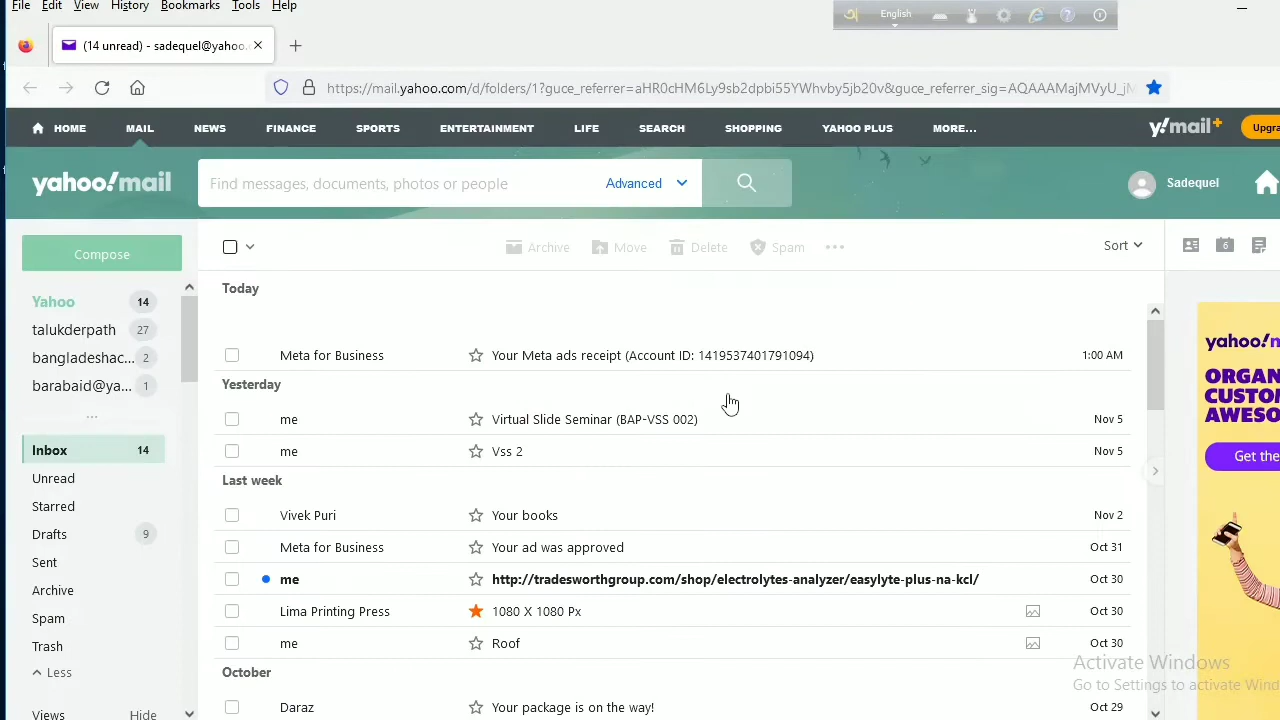 File Edit View History Bookmarks Tools Help
English
(14 unread) - sadequel@yahoo.
https://mail.yahoo.com/d/folders/1?guce_referrer=aHR0cHM6Ly9sb2dpbi55YWhvby5jb20v&guce_referrer_sig=AQAAAMajMVyU_jM
HOME MAIL NEWS FINANCE SPORTS ENTERTAINMENT LIFE SEARCH SHOPPING YAHOO PLUS MORE... y!mail+ Upgra
yahoo!mail Find messages, documents, photos or people Advanced Sadequel
Compose Archive Move Delete Spam ••• Sort 6
Yahoo 14
talukderpath 27
bangladeshac... 2
barabaid@ya... 1
...
Inbox 14
Unread
Starred
Drafts 9
Sent
Archive
Spam
Trash
Less
Views Hide
Today
Meta for Business Your Meta ads receipt (Account ID: 1419537401791094) 1:00 AM
Yesterday
me Virtual Slide Seminar (BAP-VSS 002) Nov 5
me Vss 2 Nov 5
Last week
Vivek Puri Your books Nov 2
Meta for Business Your ad was approved Oct 31
me http://tradesworthgroup.com/shop/electrolytes-analyzer/easylyte-plus-na-kcl/ Oct 30
Lima Printing Press 1080 X 1080 Px Oct 30
me Roof Oct 30
October
Daraz Your package is on the way! Oct 29
yahoo!m
ORGAN
CUSTO
AWESO
Get the
Activate Windows
Go to Settings to activate Wind